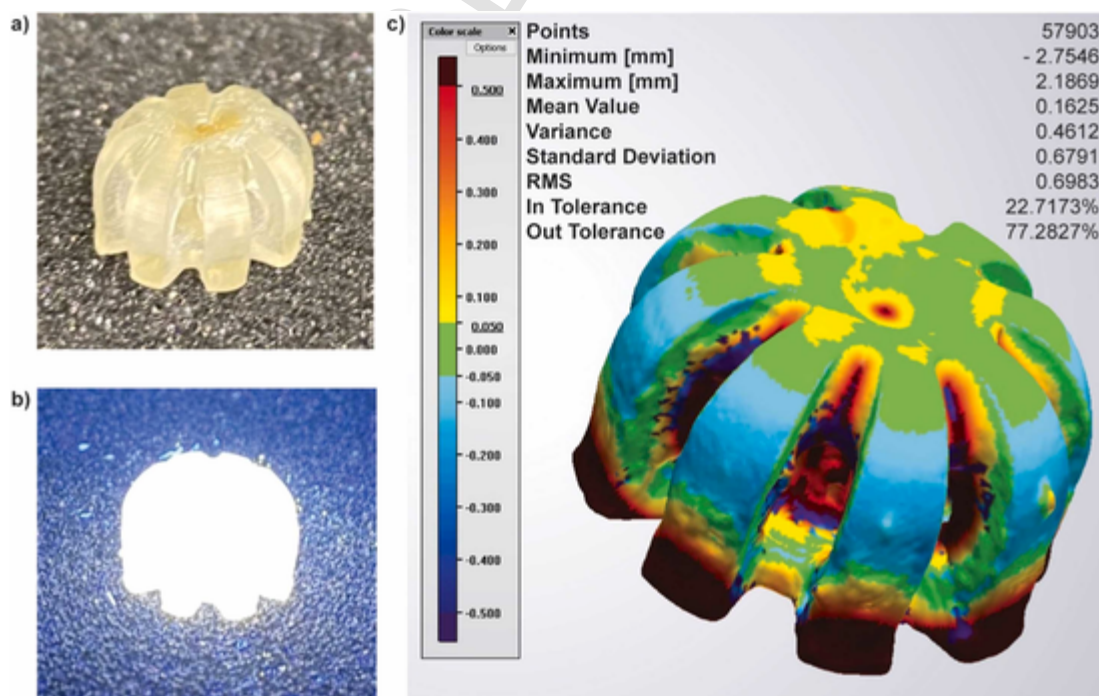 a)
b)
c)
Color scale X
Options
0.500
0.400
0.300
0.200
0.100
0.050
0.000
-0.050
-0.100
-0.200
-0.300
-0.400
-0.500
Points 57903
Minimum [mm] - 2.7546
Maximum [mm] 2.1869
Mean Value 0.1625
Variance 0.4612
Standard Deviation 0.6791
RMS 0.6983
In Tolerance 22.7173%
Out Tolerance 77.2827%